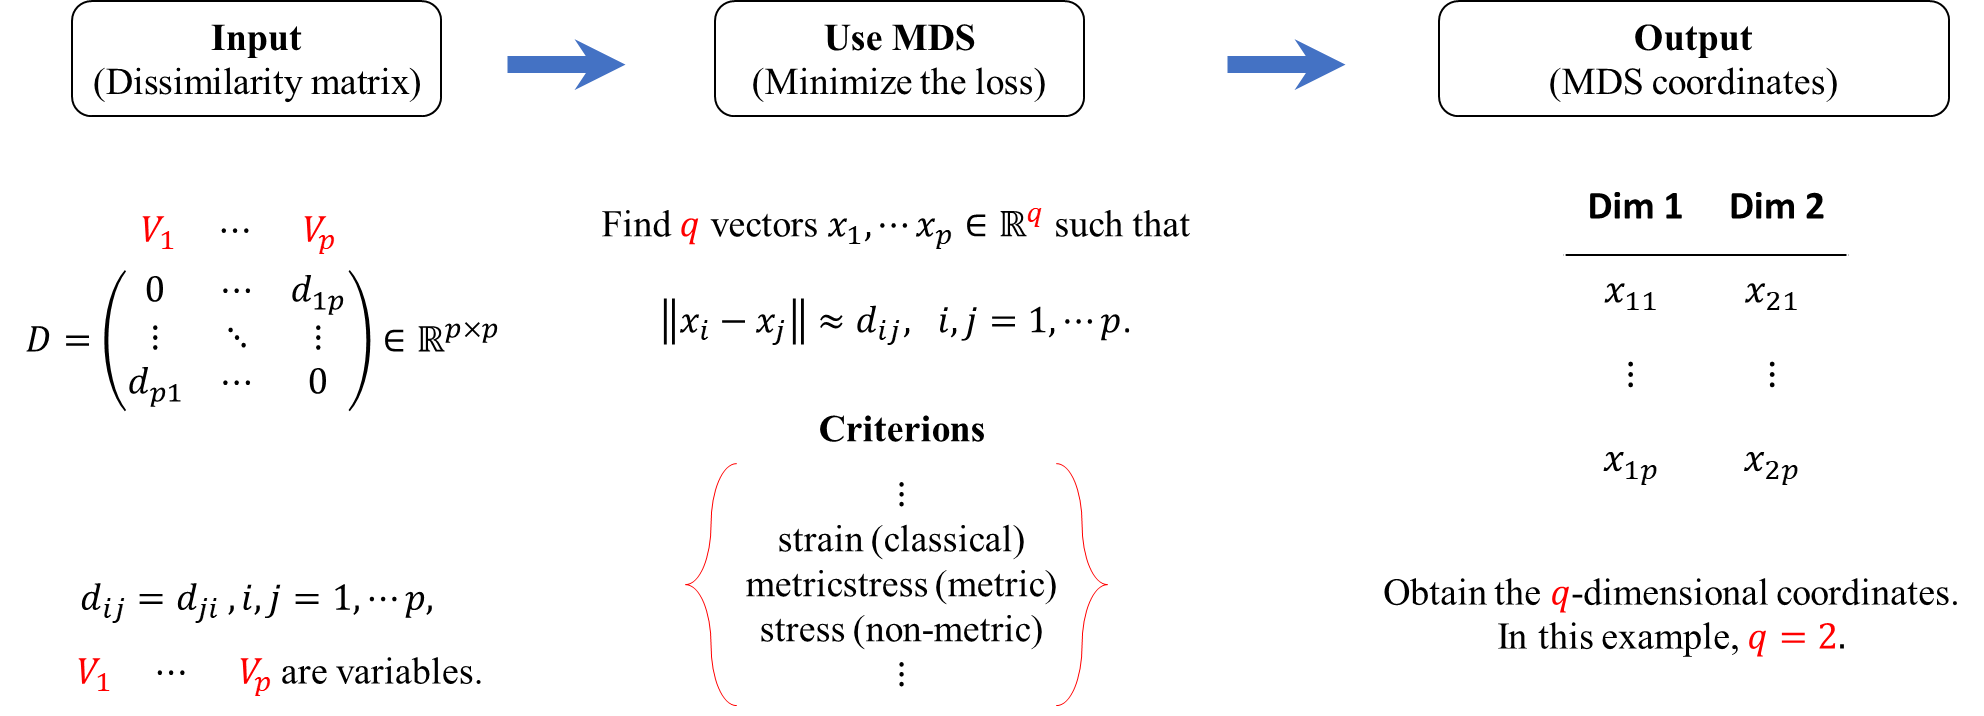 Input
(Dissimilarity matrix)
Use MDS
(Minimize the loss)
Output
(MDS coordinates)
V₁ ⋯ Vₚ
D = ( 0 ⋯ d₁ₚ
⋮ ⋱ ⋮
dₚ₁ ⋯ 0 ) ∈ ℝᵖˣᵖ
dᵢⱼ = dⱼᵢ , i, j = 1, ⋯ p,
V₁ ⋯ Vₚ are variables.
Find q vectors x₁, ⋯ xₚ ∈ ℝ^q such that
‖xᵢ − xⱼ‖ ≈ dᵢⱼ, i, j = 1, ⋯ p.
Criterions
⋮
strain (classical)
metricstress (metric)
stress (non-metric)
⋮
Dim 1 Dim 2
x₁₁ x₂₁
⋮ ⋮
x₁ₚ x₂ₚ
Obtain the q-dimensional coordinates.
In this example, q = 2.